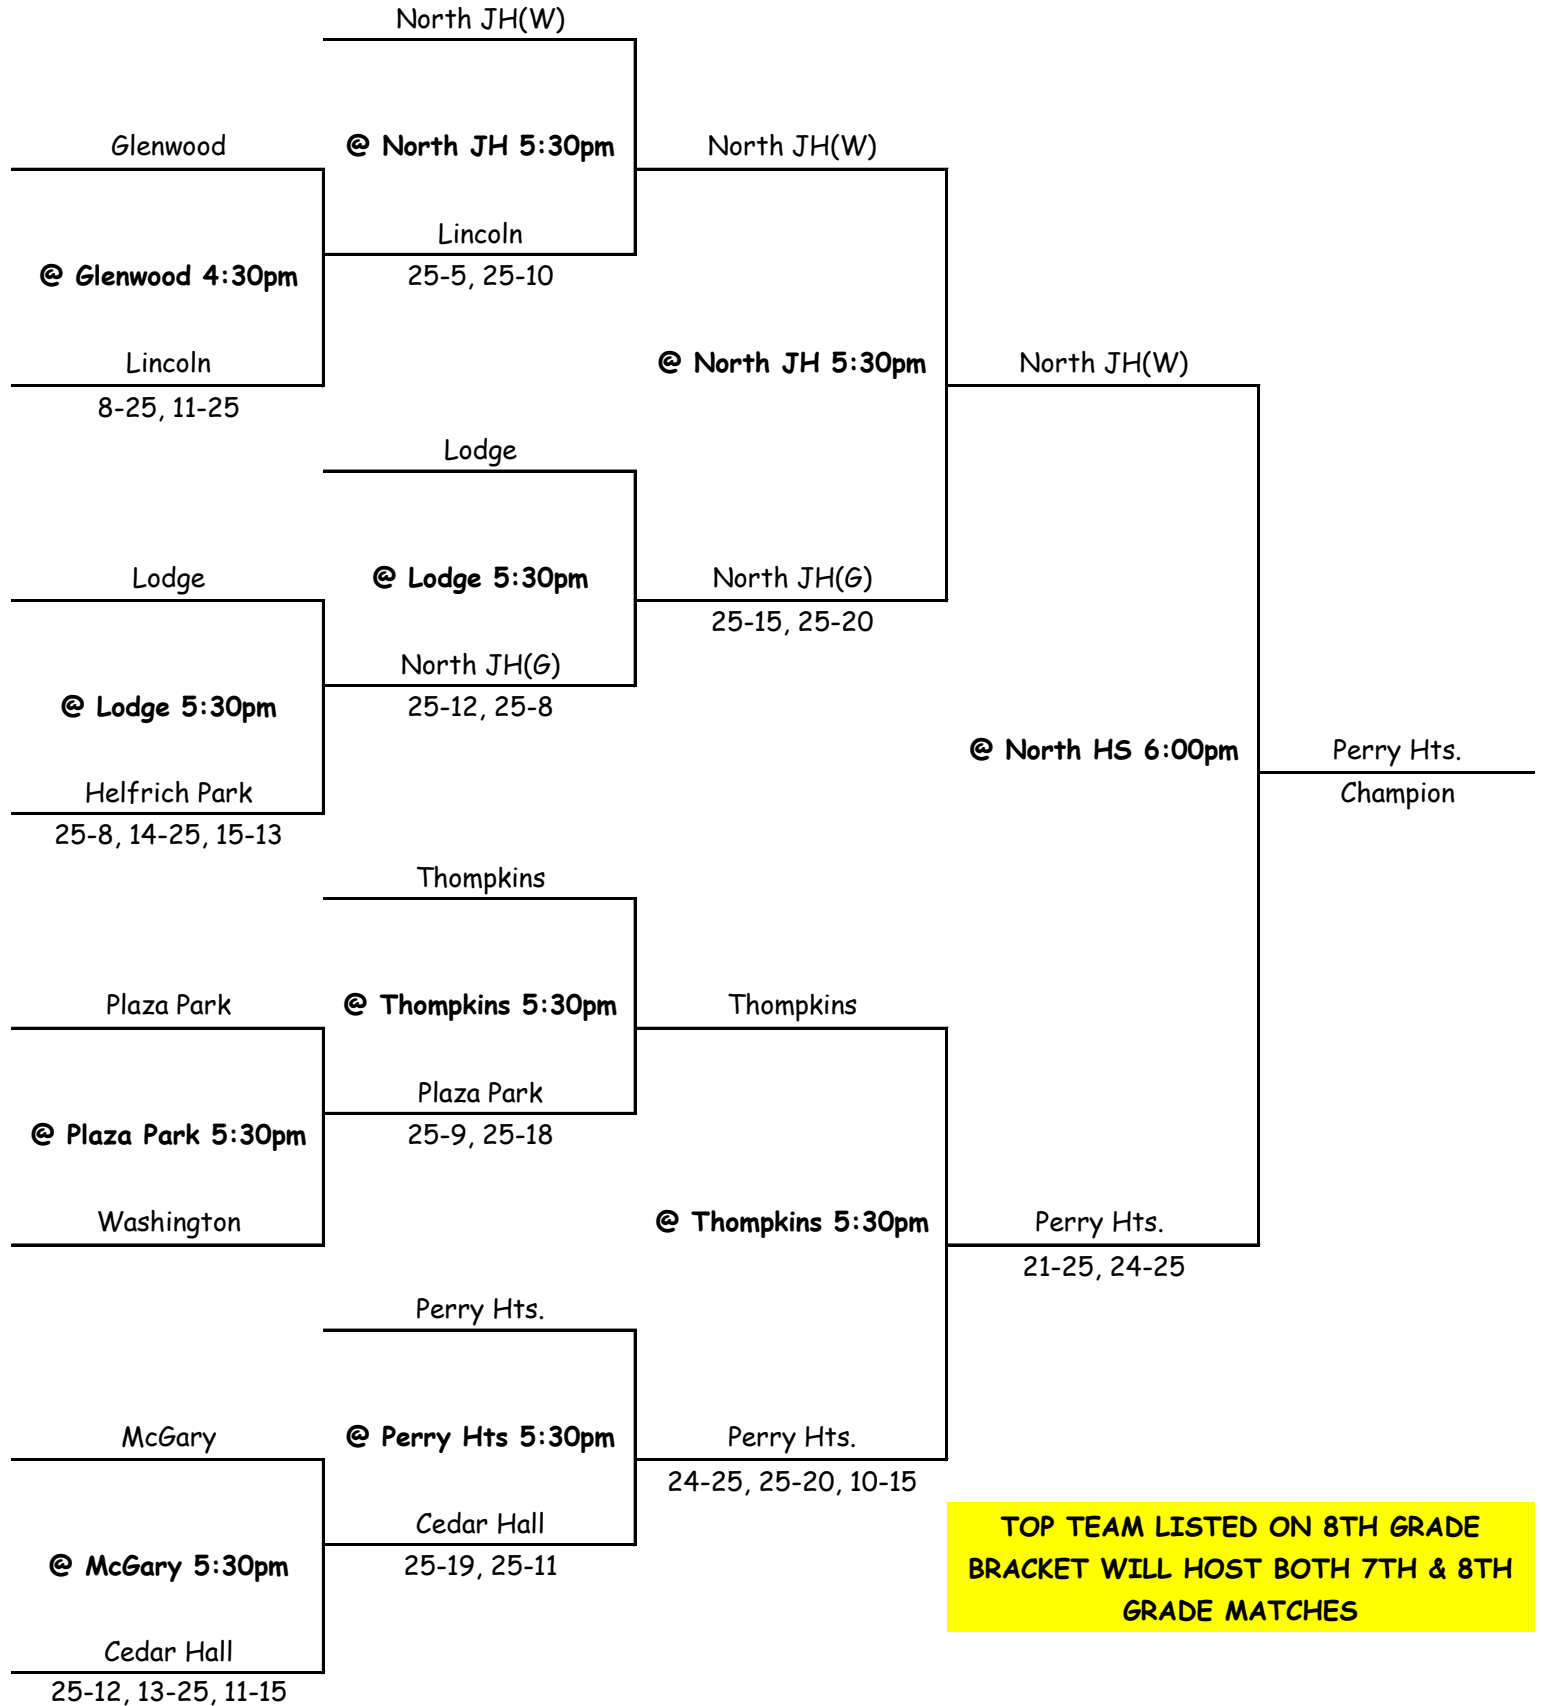 North JH(W)
Glenwood
@ North JH 5:30pm
North JH(W)
Lincoln
@ Glenwood 4:30pm
25-5, 25-10
Lincoln
@ North JH 5:30pm
North JH(W)
8-25, 11-25
Lodge
Lodge
@ Lodge 5:30pm
North JH(G)
25-15, 25-20
North JH(G)
@ Lodge 5:30pm
25-12, 25-8
@ North HS 6:00pm
Perry Hts.
Helfrich Park
Champion
25-8, 14-25, 15-13
Thompkins
Plaza Park
@ Thompkins 5:30pm
Thompkins
Plaza Park
@ Plaza Park 5:30pm
25-9, 25-18
Washington
@ Thompkins 5:30pm
Perry Hts.
21-25, 24-25
Perry Hts.
McGary
@ Perry Hts 5:30pm
Perry Hts.
24-25, 25-20, 10-15
Cedar Hall
TOP TEAM LISTED ON 8TH GRADE
@ McGary 5:30pm
25-19, 25-11
BRACKET WILL HOST BOTH 7TH & 8TH
GRADE MATCHES
Cedar Hall
25-12, 13-25, 11-15